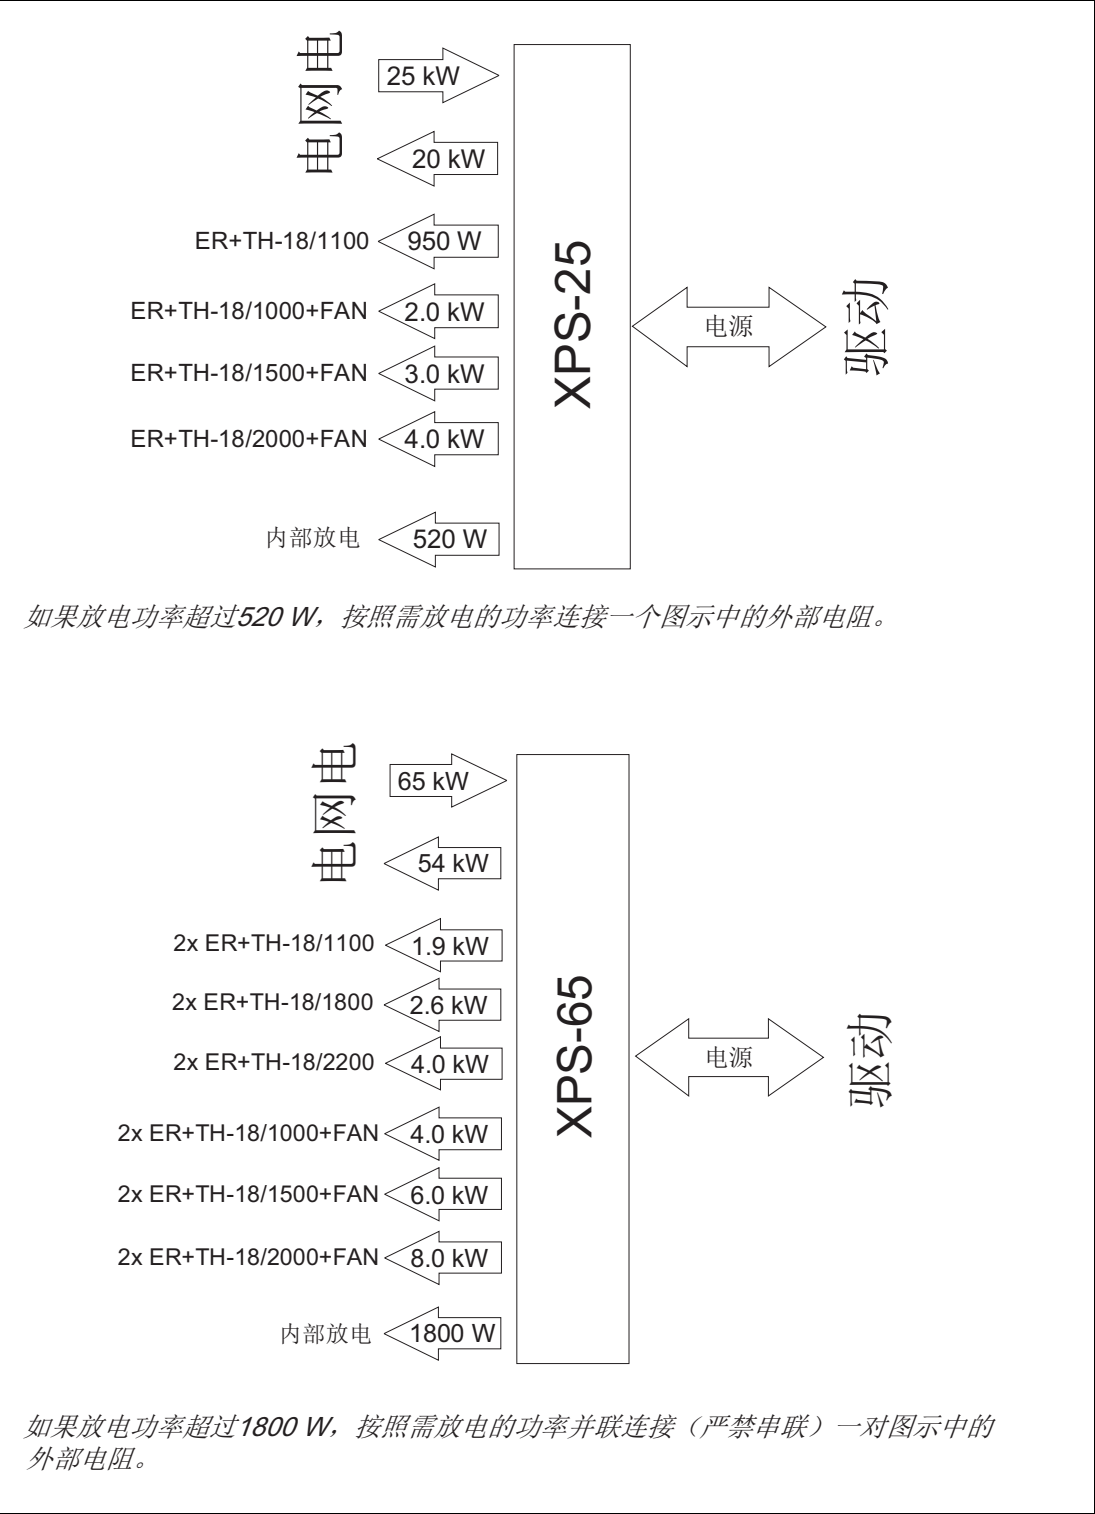 电网电
25 kW
20 kW
ER+TH-18/1100 950 W
ER+TH-18/1000+FAN 2.0 kW
ER+TH-18/1500+FAN 3.0 kW
ER+TH-18/2000+FAN 4.0 kW
内部放电 520 W
XPS-25
电源
驱动
如果放电功率超过520 W，按照需放电的功率连接一个图示中的外部电阻。
电网电
65 kW
54 kW
2x ER+TH-18/1100 1.9 kW
2x ER+TH-18/1800 2.6 kW
2x ER+TH-18/2200 4.0 kW
2x ER+TH-18/1000+FAN 4.0 kW
2x ER+TH-18/1500+FAN 6.0 kW
2x ER+TH-18/2000+FAN 8.0 kW
内部放电 1800 W
XPS-65
电源
驱动
如果放电功率超过1800 W，按照需放电的功率并联连接（严禁串联）一对图示中的
外部电阻。